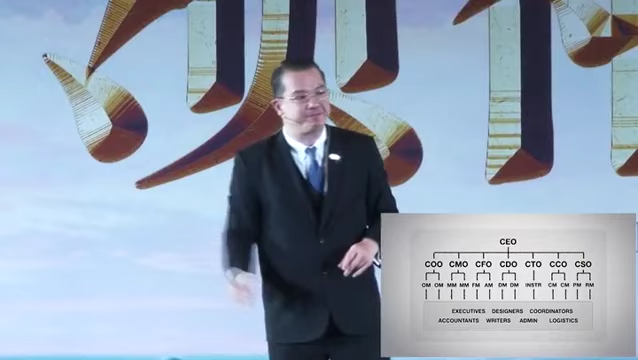 CEO
COO CMO CFO CDO CTO CCO CSO
OM OM MM MM FM AM DM DM INSTR CM CM PM RM
EXECUTIVES DESIGNERS COORDINATORS
ACCOUNTANTS WRITERS ADMIN LOGISTICS